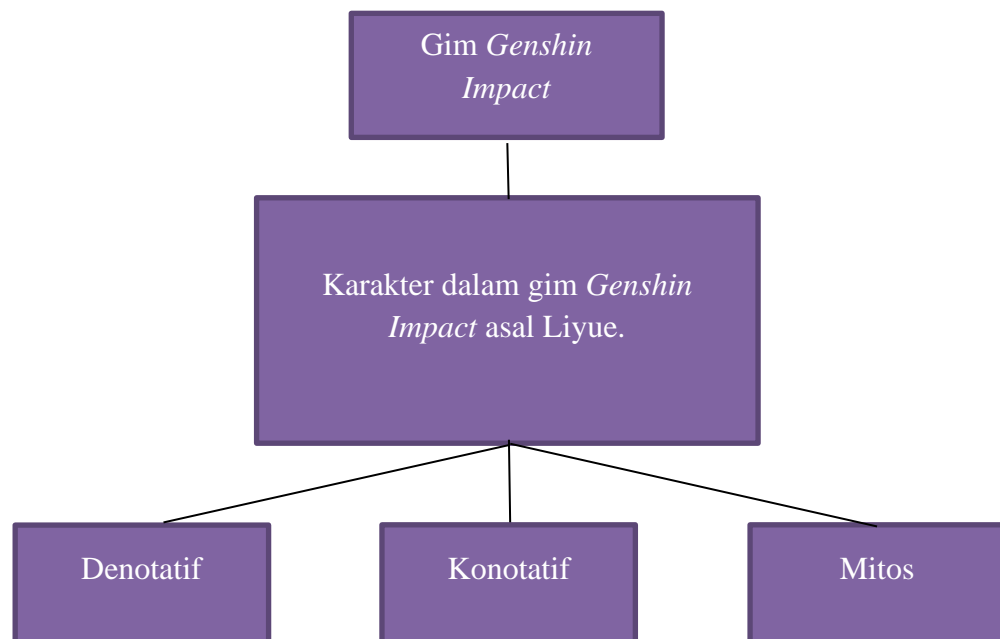 Gim Genshin
Impact
Karakter dalam gim Genshin
Impact asal Liyue.
Denotatif
Konotatif
Mitos